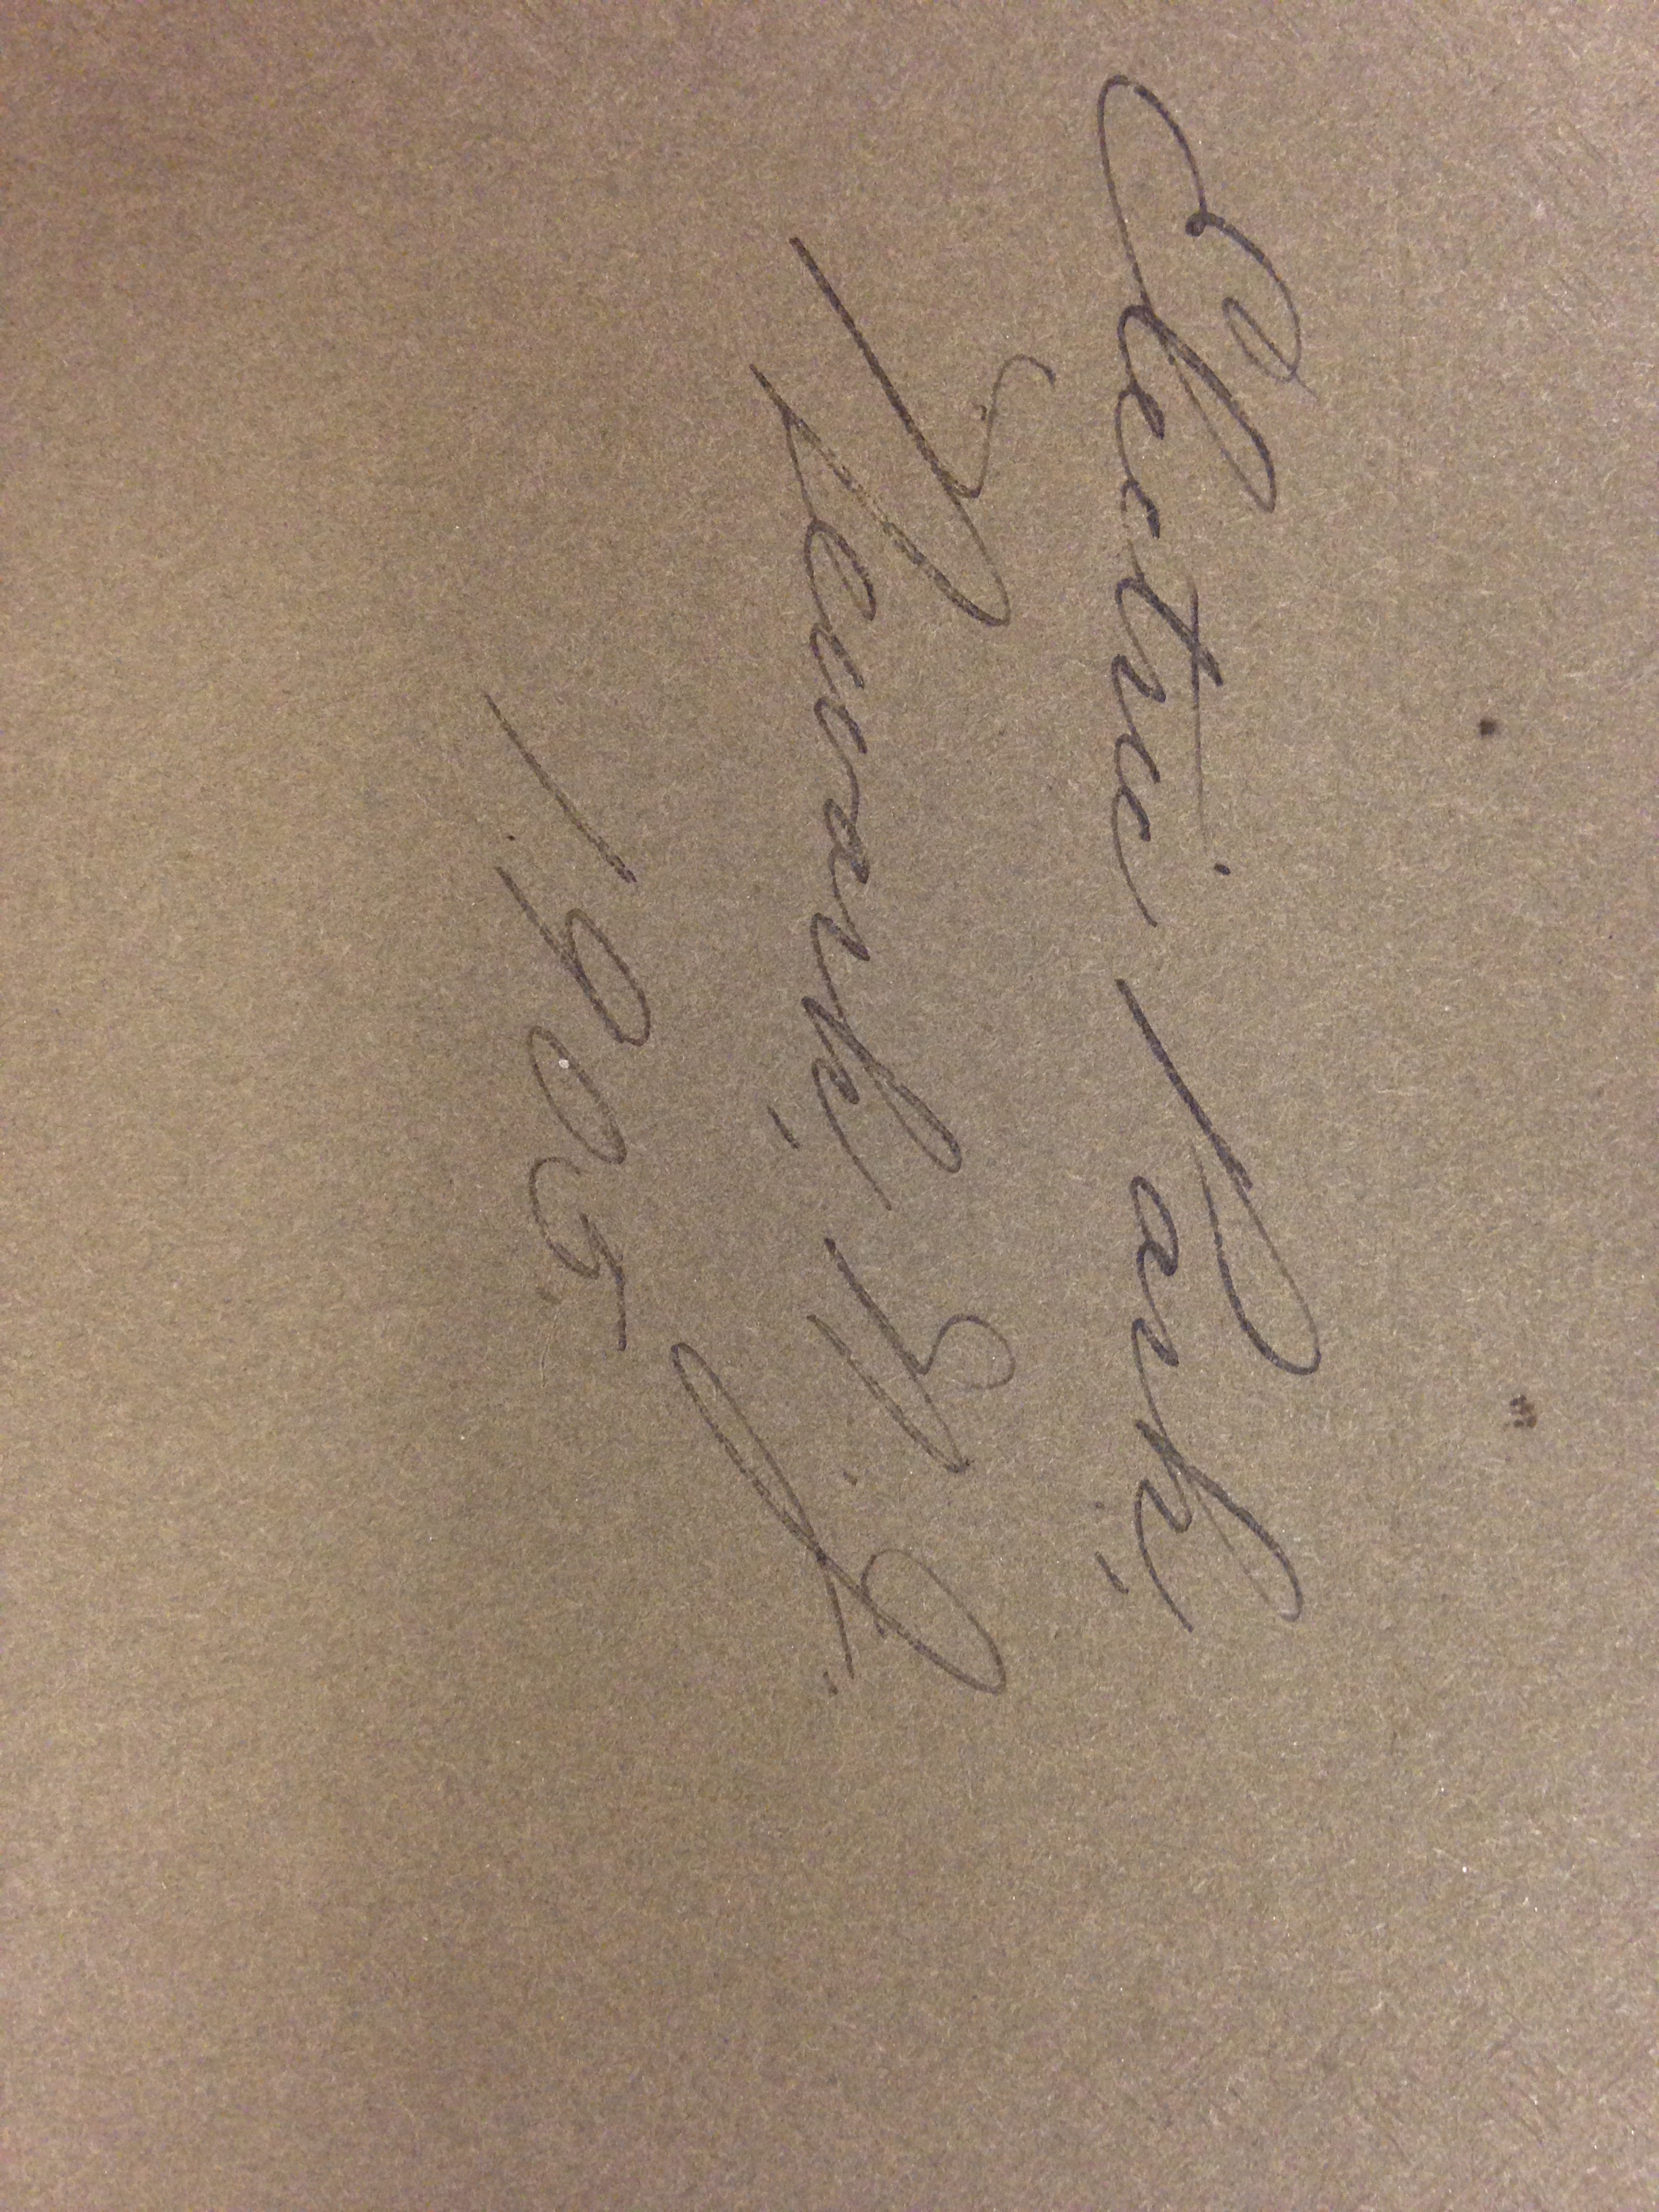 Electric Park,
Newark, N. J.
1905